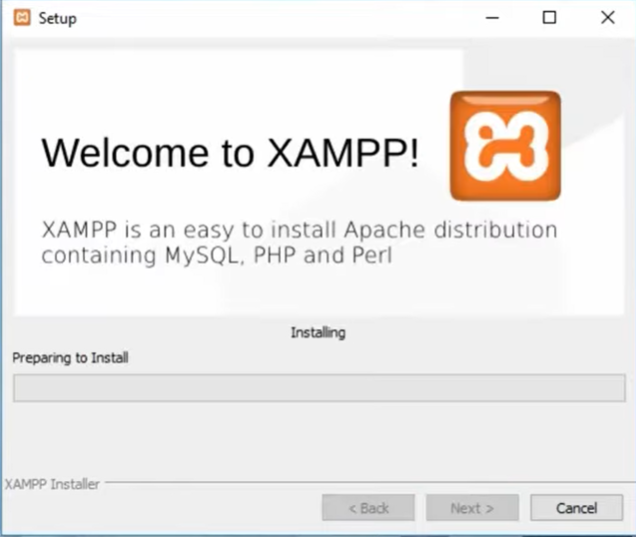 Setup
Welcome to XAMPP!
XAMPP is an easy to install Apache distribution
containing MySQL, PHP and Perl
Installing
Preparing to Install
XAMPP Installer
< Back
Next >
Cancel